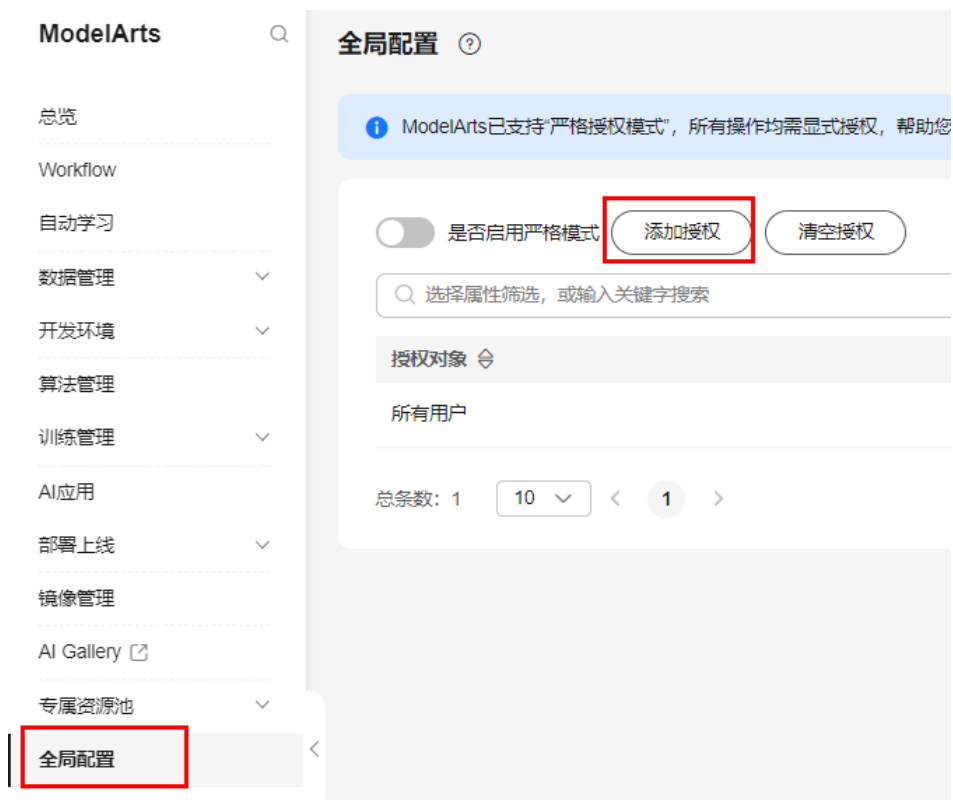 ModelArts
总览
Workflow
自动学习
数据管理
开发环境
算法管理
训练管理
AI应用
部署上线
镜像管理
AI Gallery
专属资源池
全局配置
全局配置
ModelArts已支持“严格授权模式”，所有操作均需显式授权，帮助您
是否启用严格模式 添加授权 清空授权
选择属性筛选，或输入关键字搜索
授权对象
所有用户
总条数：1 10 1